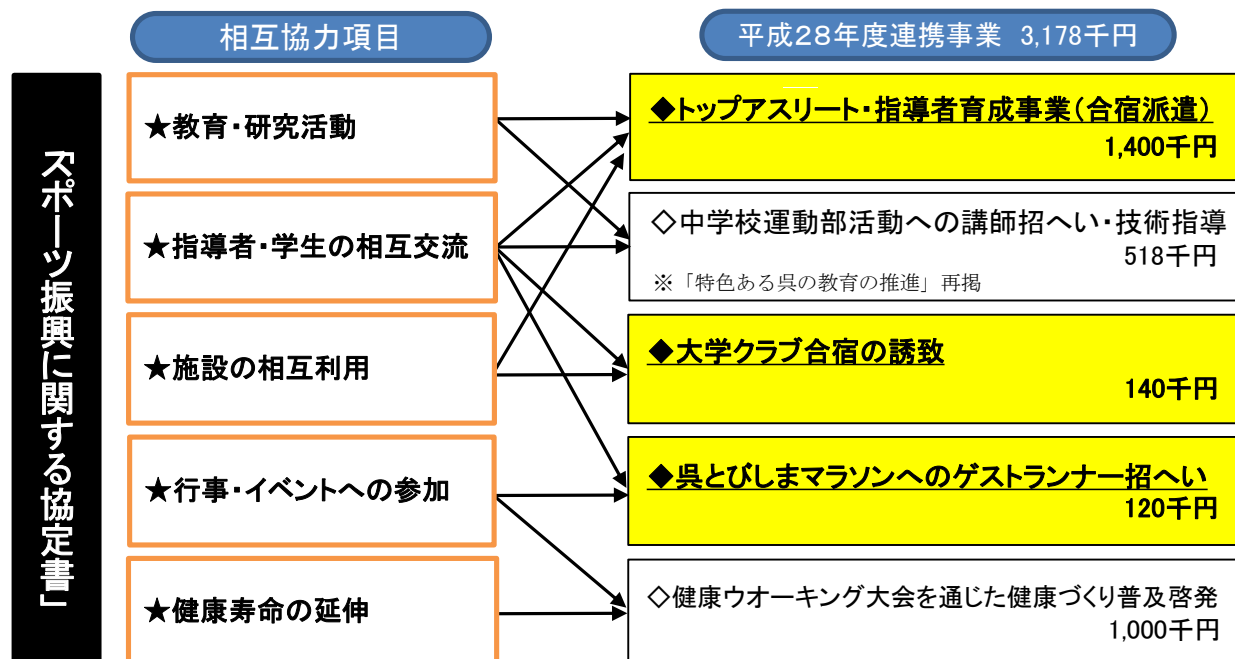 相互協力項目
平成28年度連携事業 3,178千円
「スポーツ振興に関する協定書」
★教育・研究活動
★指導者・学生の相互交流
★施設の相互利用
★行事・イベントへの参加
★健康寿命の延伸
◆トップアスリート・指導者育成事業(合宿派遣)
1,400千円
◇中学校運動部活動への講師招へい・技術指導
518千円
※「特色ある呉の教育の推進」再掲
◆大学クラブ合宿の誘致
140千円
◆呉とびしまマラソンへのゲストランナー招へい
120千円
◇健康ウオーキング大会を通じた健康づくり普及啓発
1,000千円